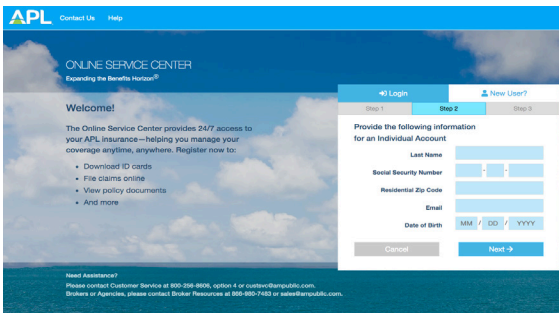 APL Contact Us Help
ONLINE SERVICE CENTER
Expanding the Benefits Horizon®
Login New User?
Step 1 Step 2 Step 3
Welcome!
The Online Service Center provides 24/7 access to
your APL insurance—helping you manage your
coverage anytime, anywhere. Register now to:
• Download ID cards
• File claims online
• View policy documents
• And more
Provide the following information
for an Individual Account
Last Name
Social Security Number - -
Residential Zip Code
Email
Date of Birth MM / DD / YYYY
Cancel Next →
Need Assistance?
Please contact Customer Service at 800-256-8606, option 4 or custsvc@ampublic.com.
Brokers or Agencies, please contact Broker Resources at 866-980-7483 or sales@ampublic.com.